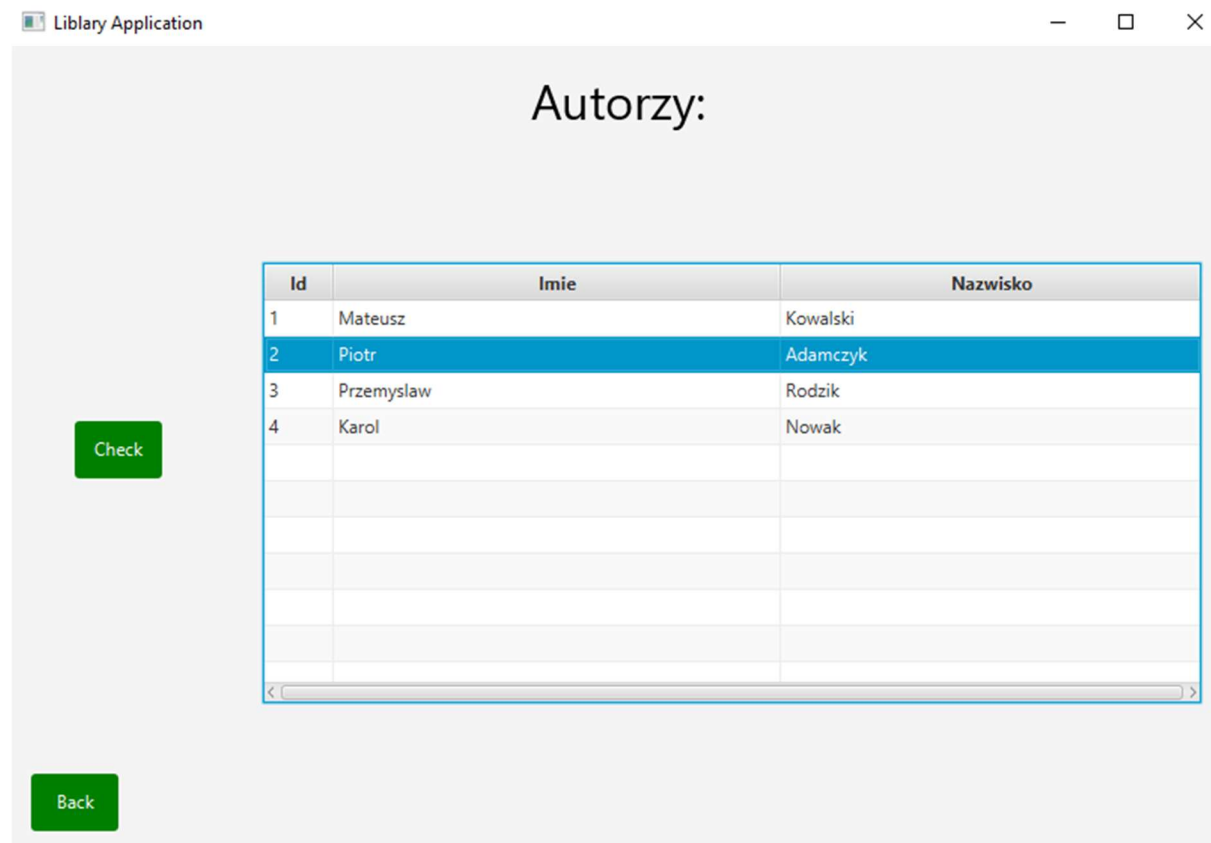 Liblary Application
Autorzy:
Id Imie Nazwisko
1 Mateusz Kowalski
2 Piotr Adamczyk
3 Przemyslaw Rodzik
4 Karol Nowak
Check
Back